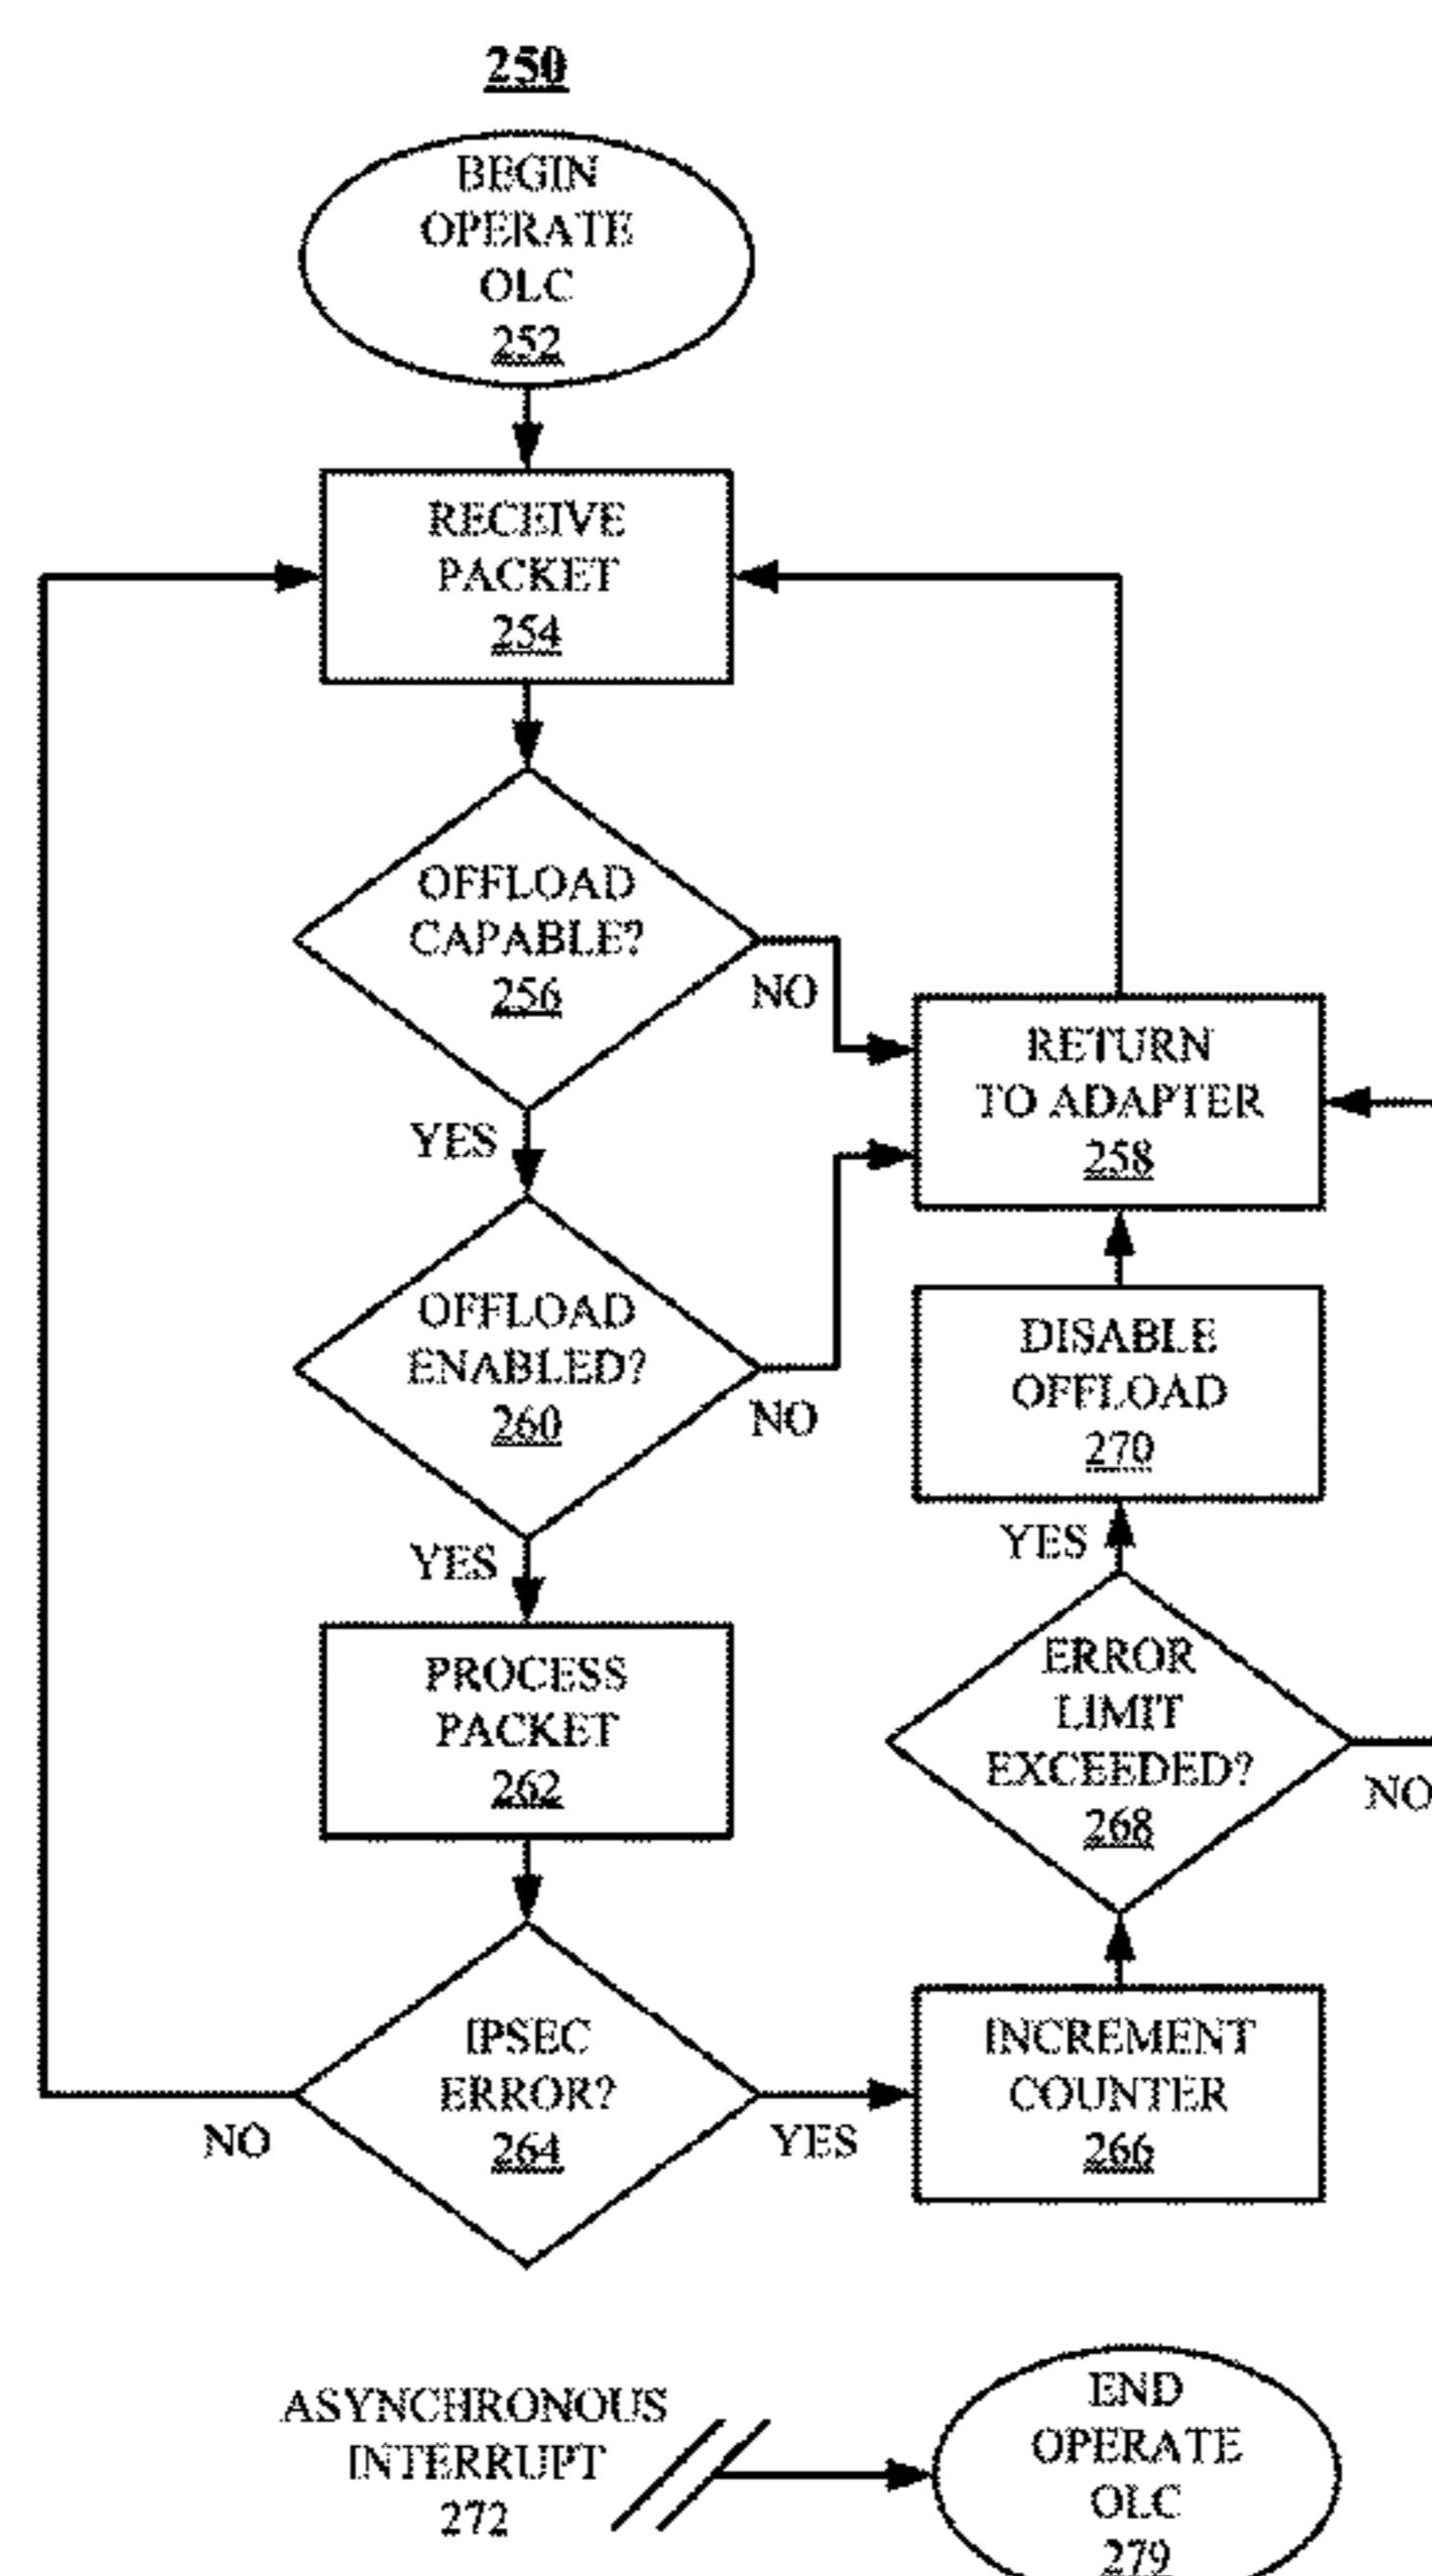 250
BEGIN
OPERATE
OLC
252
RECEIVE
PACKET
254
OFFLOAD
CAPABLE?
256
NO
YES
RETURN
TO ADAPTER
258
OFFLOAD
ENABLED?
260
NO
YES
DISABLE
OFFLOAD
270
YES
PROCESS
PACKET
262
ERROR
LIMIT
EXCEEDED?
268
NO
IPSEC
ERROR?
264
NO
YES
INCREMENT
COUNTER
266
ASYNCHRONOUS
INTERRUPT
272
END
OPERATE
OLC
279